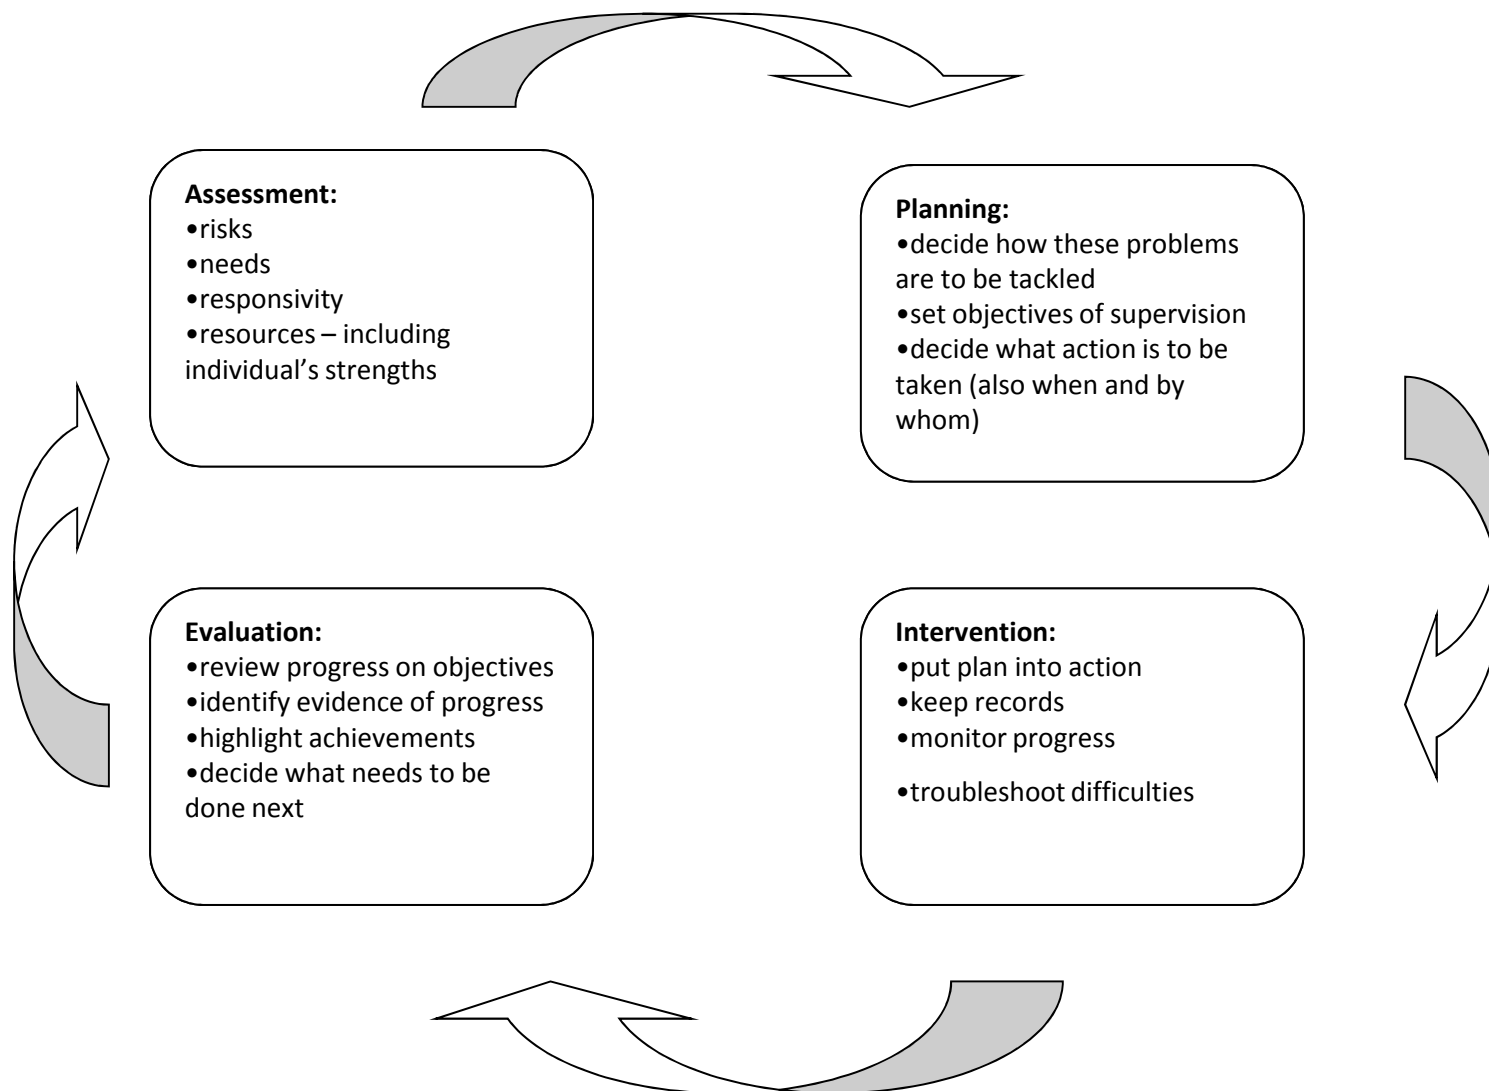 Assessment:
•risks
•needs
•responsivity
•resources – including
individual’s strengths
Planning:
•decide how these problems
are to be tackled
•set objectives of supervision
•decide what action is to be
taken (also when and by
whom)
Evaluation:
•review progress on objectives
•identify evidence of progress
•highlight achievements
•decide what needs to be
done next
Intervention:
•put plan into action
•keep records
•monitor progress
•troubleshoot difficulties